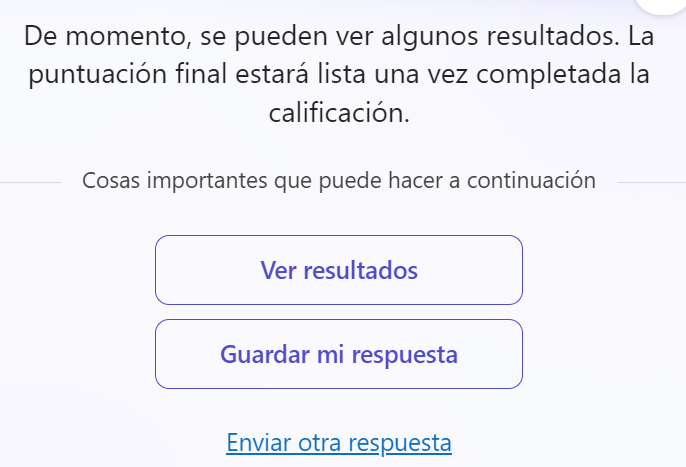 De momento, se pueden ver algunos resultados. La
puntuación final estará lista una vez completada la
calificación.
Cosas importantes que puede hacer a continuación
Ver resultados
Guardar mi respuesta
Enviar otra respuesta